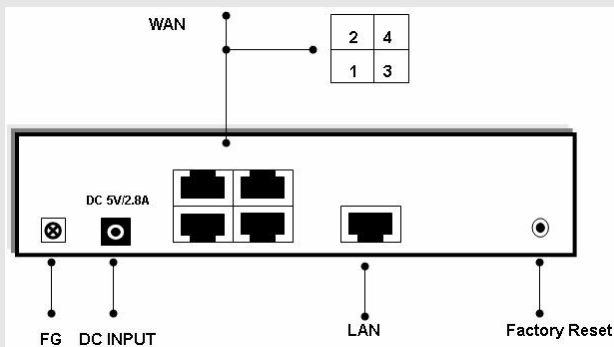 WAN
2 4
1 3
DC 5V/2.8A
FG
DC INPUT
LAN
Factory Reset